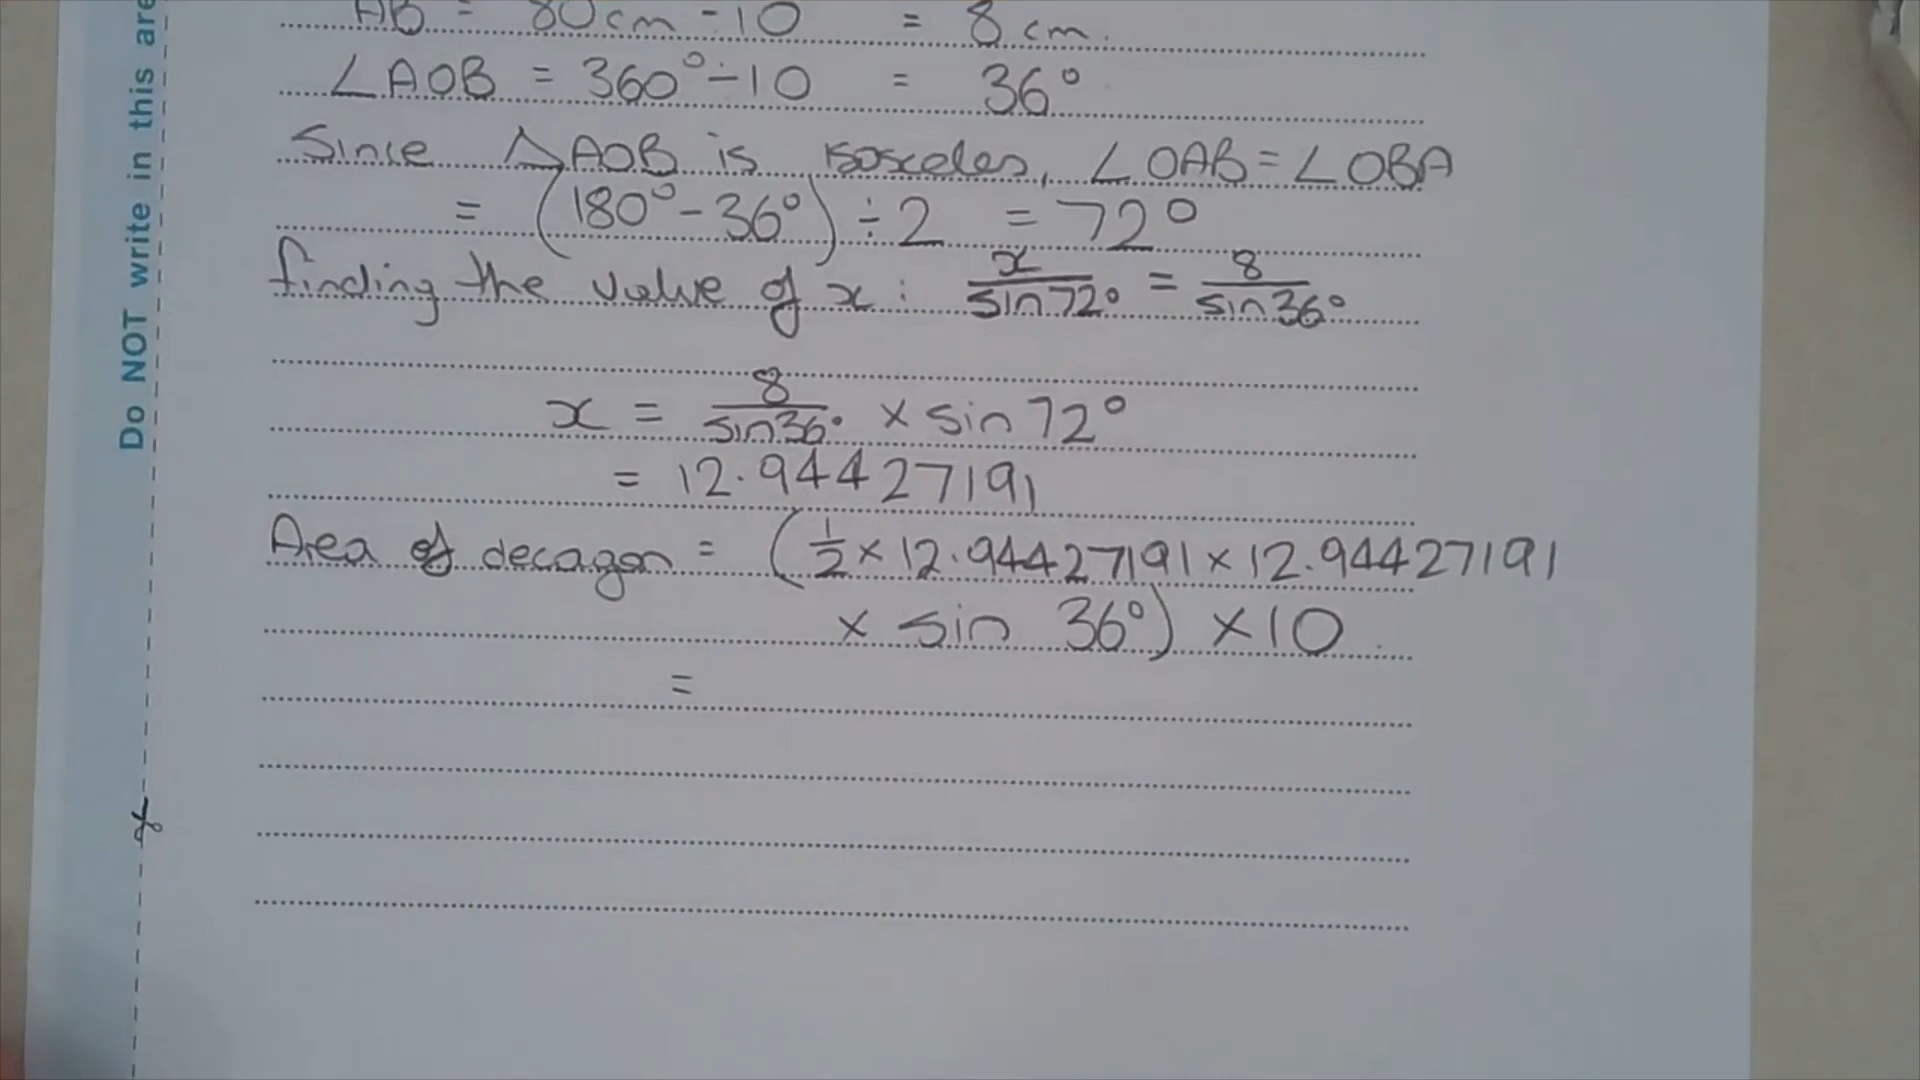 AB = 80cm ÷ 10 = 8 cm.
∠AOB = 360° ÷ 10 = 36°
Since △AOB is isosceles, ∠OAB = ∠OBA
= (180° - 36°) ÷ 2 = 72°
finding the value of x : x/sin72° = 8/sin36°
x = 8/sin36° × sin 72°
= 12.94427191
Area of decagon = (1/2 × 12.94427191 × 12.94427191
× sin 36°) × 10
=
Do NOT write in this are